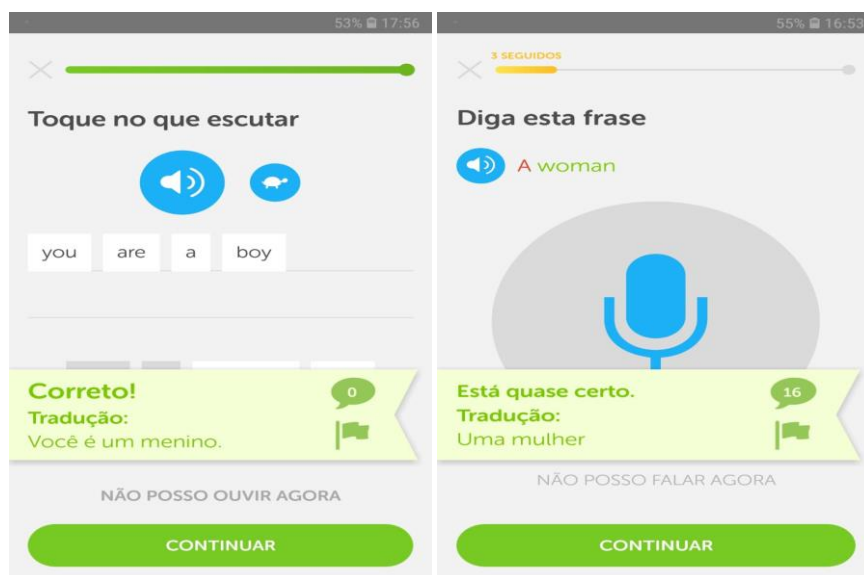 53% 17:56
Toque no que escutar
you are a boy
Correto!
0
Tradução:
Você é um menino.
NÃO POSSO OUVIR AGORA
CONTINUAR
55% 16:53
3 SEGUIDOS
Diga esta frase
A woman
Está quase certo.
16
Tradução:
Uma mulher
NÃO POSSO FALAR AGORA
CONTINUAR